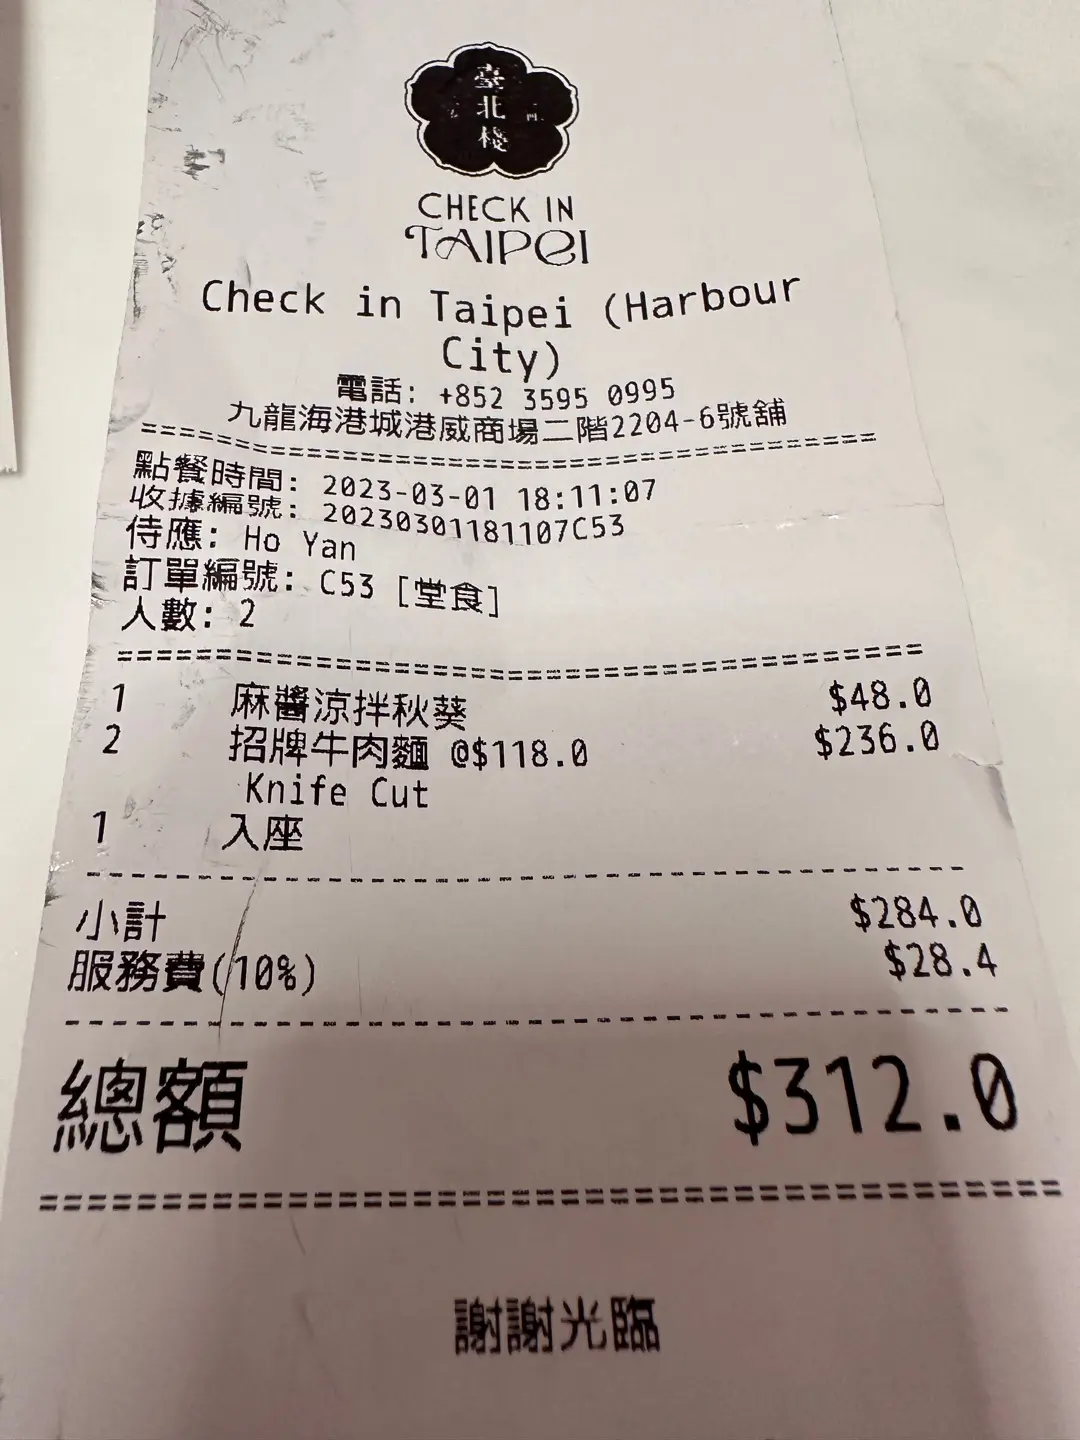 臺北棧
CHECK IN
TAIPEI
Check in Taipei (Harbour
City)
電話: +852 3595 0995
九龍海港城港威商場二階2204-6號舖
點餐時間: 2023-03-01 18:11:07
收據編號: 20230301181107C53
侍應: Ho Yan
訂單編號: C53 [堂食]
人數: 2
1 麻醬涼拌秋葵 $48.0
2 招牌牛肉麵 @$118.0 $236.0
Knife Cut
1 入座
小計 $284.0
服務費(10%) $28.4
總額 $312.0
謝謝光臨